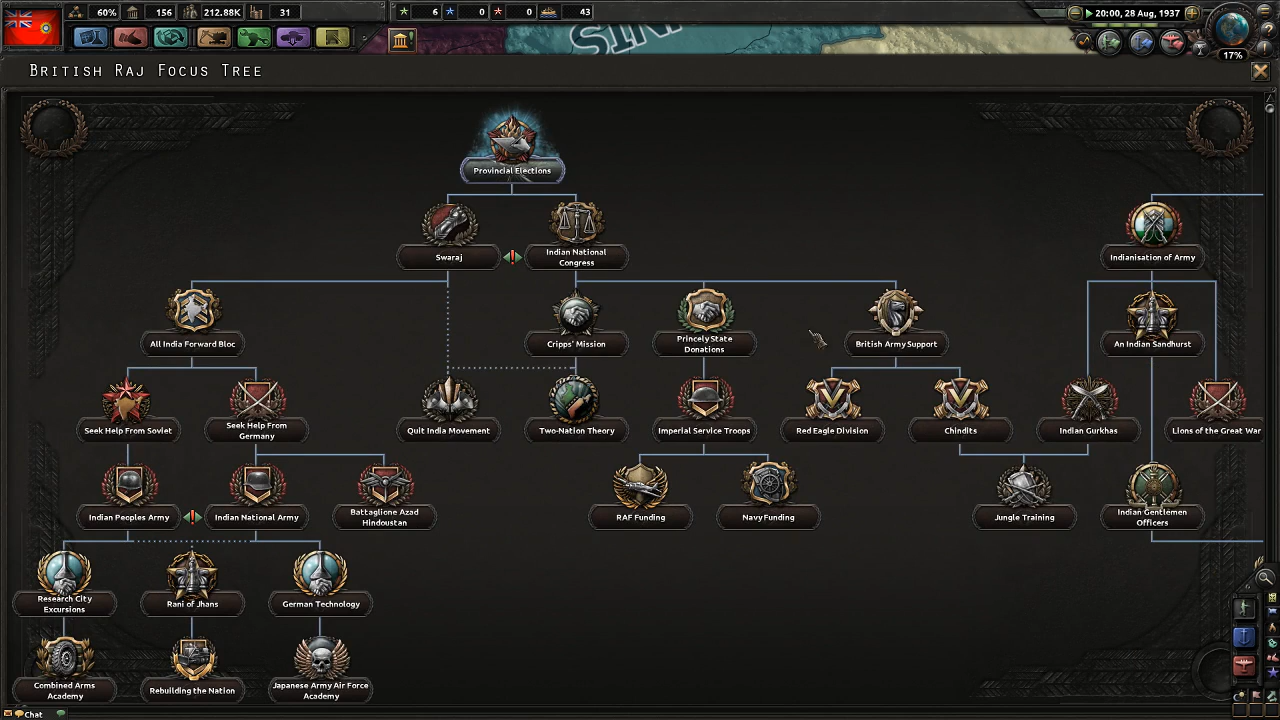 60%
156
212.88K
31
6
0
0
43
20:00, 28 Aug, 1937
17%
British Raj Focus Tree
Provincial Elections
Swaraj
Indian National
Congress
Indianisation of Army
All India Forward Bloc
Cripps' Mission
Princely State
Donations
British Army Support
An Indian Sandhurst
Seek Help From Soviet
Seek Help From
Germany
Quit India Movement
Two-Nation Theory
Imperial Service Troops
Red Eagle Division
Chindits
Indian Gurkhas
Lions of the Great War
Indian Peoples Army
Indian National Army
Battaglione Azad
Hindoustan
RAF Funding
Navy Funding
Jungle Training
Indian Gentlemen
Officers
Research City
Excursions
Rani of Jhans
German Technology
Combined Arms
Academy
Rebuilding the Nation
Japanese Army Air Force
Academy
Chat